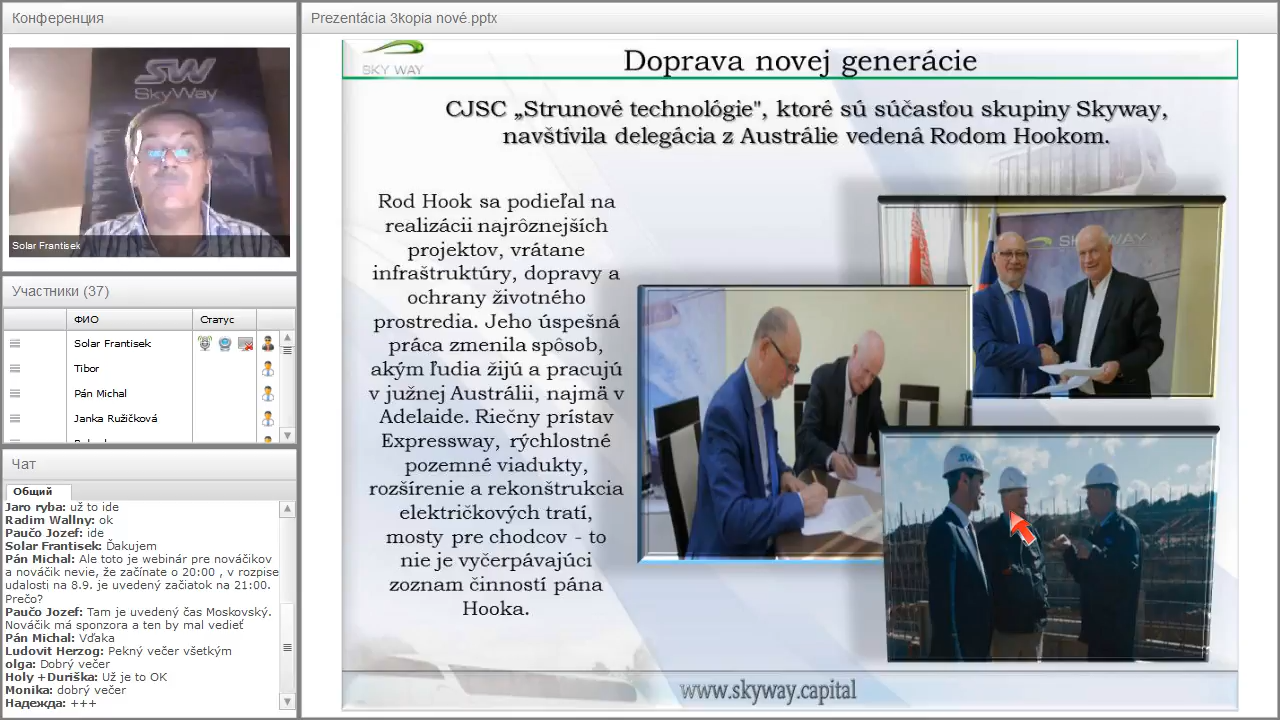 Конференция
SW
SkyWay
Solar Frantisek
Участники (37)
ФИО
Статус
Solar Frantisek
Tibor
Pán Michal
Janka Ružičková
Чат
Общий
Jaro ryba: už to ide
Radim Wallny: ok
Paučo Jozef: ide
Solar Frantisek: Ďakujem
Pán Michal: Ale toto je webinár pre nováčikov
a nováčik nevie, že začínate o 20:00 , v rozpise
udalosti na 8.9. je uvedený začiatok na 21:00.
Prečo?
Paučo Jozef: Tam je uvedený čas Moskovský.
Nováčik má sponzora a ten by mal vedieť
Pán Michal: Vďaka
Ludovit Herzog: Pekný večer všetkým
olga: Dobrý večer
Holy +Duriška: Už je to OK
Monika: dobrý večer
Надежда: +++
Prezentácia 3kopia nové.pptx
SKY WAY
Doprava novej generácie
CJSC „Strunové technológie", ktoré sú súčasťou skupiny Skyway,
navštívila delegácia z Austrálie vedená Rodom Hookom.
Rod Hook sa podieľal na
realizácii najrôznejších
projektov, vrátane
infraštruktúry, dopravy a
ochrany životného
prostredia. Jeho úspešná
práca zmenila spôsob,
akým ľudia žijú a pracujú
v južnej Austrálii, najmä v
Adelaide. Riečny prístav
Expressway, rýchlostné
pozemné viadukty,
rozšírenie a rekonštrukcia
električkových tratí,
mosty pre chodcov - to
nie je vyčerpávajúci
zoznam činností pána
Hooka.
SKYWAY
SW
www.skyway.capital